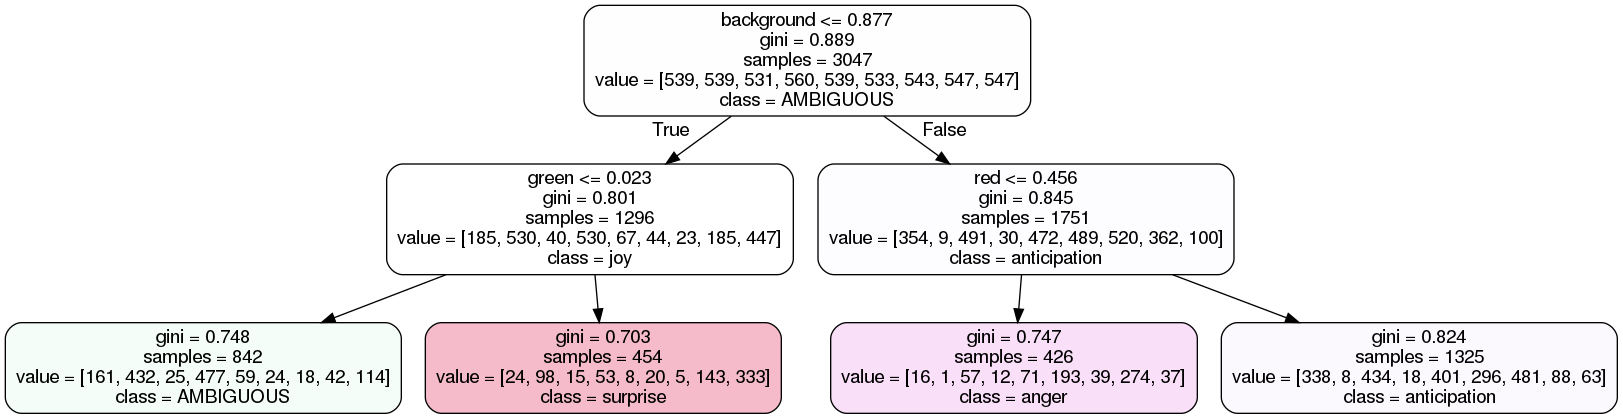 background <= 0.877
gini = 0.889
samples = 3047
value = [539, 539, 531, 560, 539, 533, 543, 547, 547]
class = AMBIGUOUS
True
False
green <= 0.023
gini = 0.801
samples = 1296
value = [185, 530, 40, 530, 67, 44, 23, 185, 447]
class = joy
red <= 0.456
gini = 0.845
samples = 1751
value = [354, 9, 491, 30, 472, 489, 520, 362, 100]
class = anticipation
gini = 0.748
samples = 842
value = [161, 432, 25, 477, 59, 24, 18, 42, 114]
class = AMBIGUOUS
gini = 0.703
samples = 454
value = [24, 98, 15, 53, 8, 20, 5, 143, 333]
class = surprise
gini = 0.747
samples = 426
value = [16, 1, 57, 12, 71, 193, 39, 274, 37]
class = anger
gini = 0.824
samples = 1325
value = [338, 8, 434, 18, 401, 296, 481, 88, 63]
class = anticipation